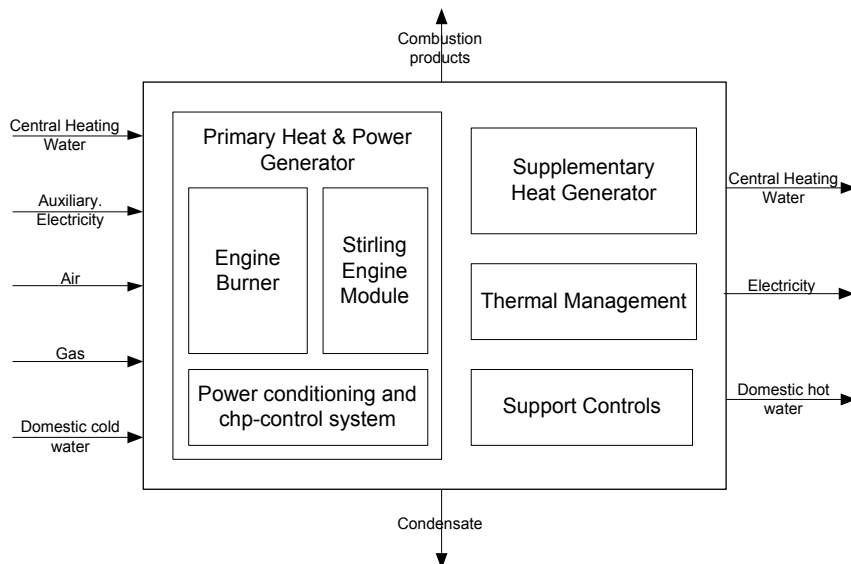 Combustion
products
Central Heating
Water
Auxiliary.
Electricity
Air
Gas
Domestic cold
water
Primary Heat & Power
Generator
Engine
Burner
Stirling
Engine
Module
Power conditioning and
chp-control system
Supplementary
Heat Generator
Thermal Management
Support Controls
Central Heating
Water
Electricity
Domestic hot
water
Condensate